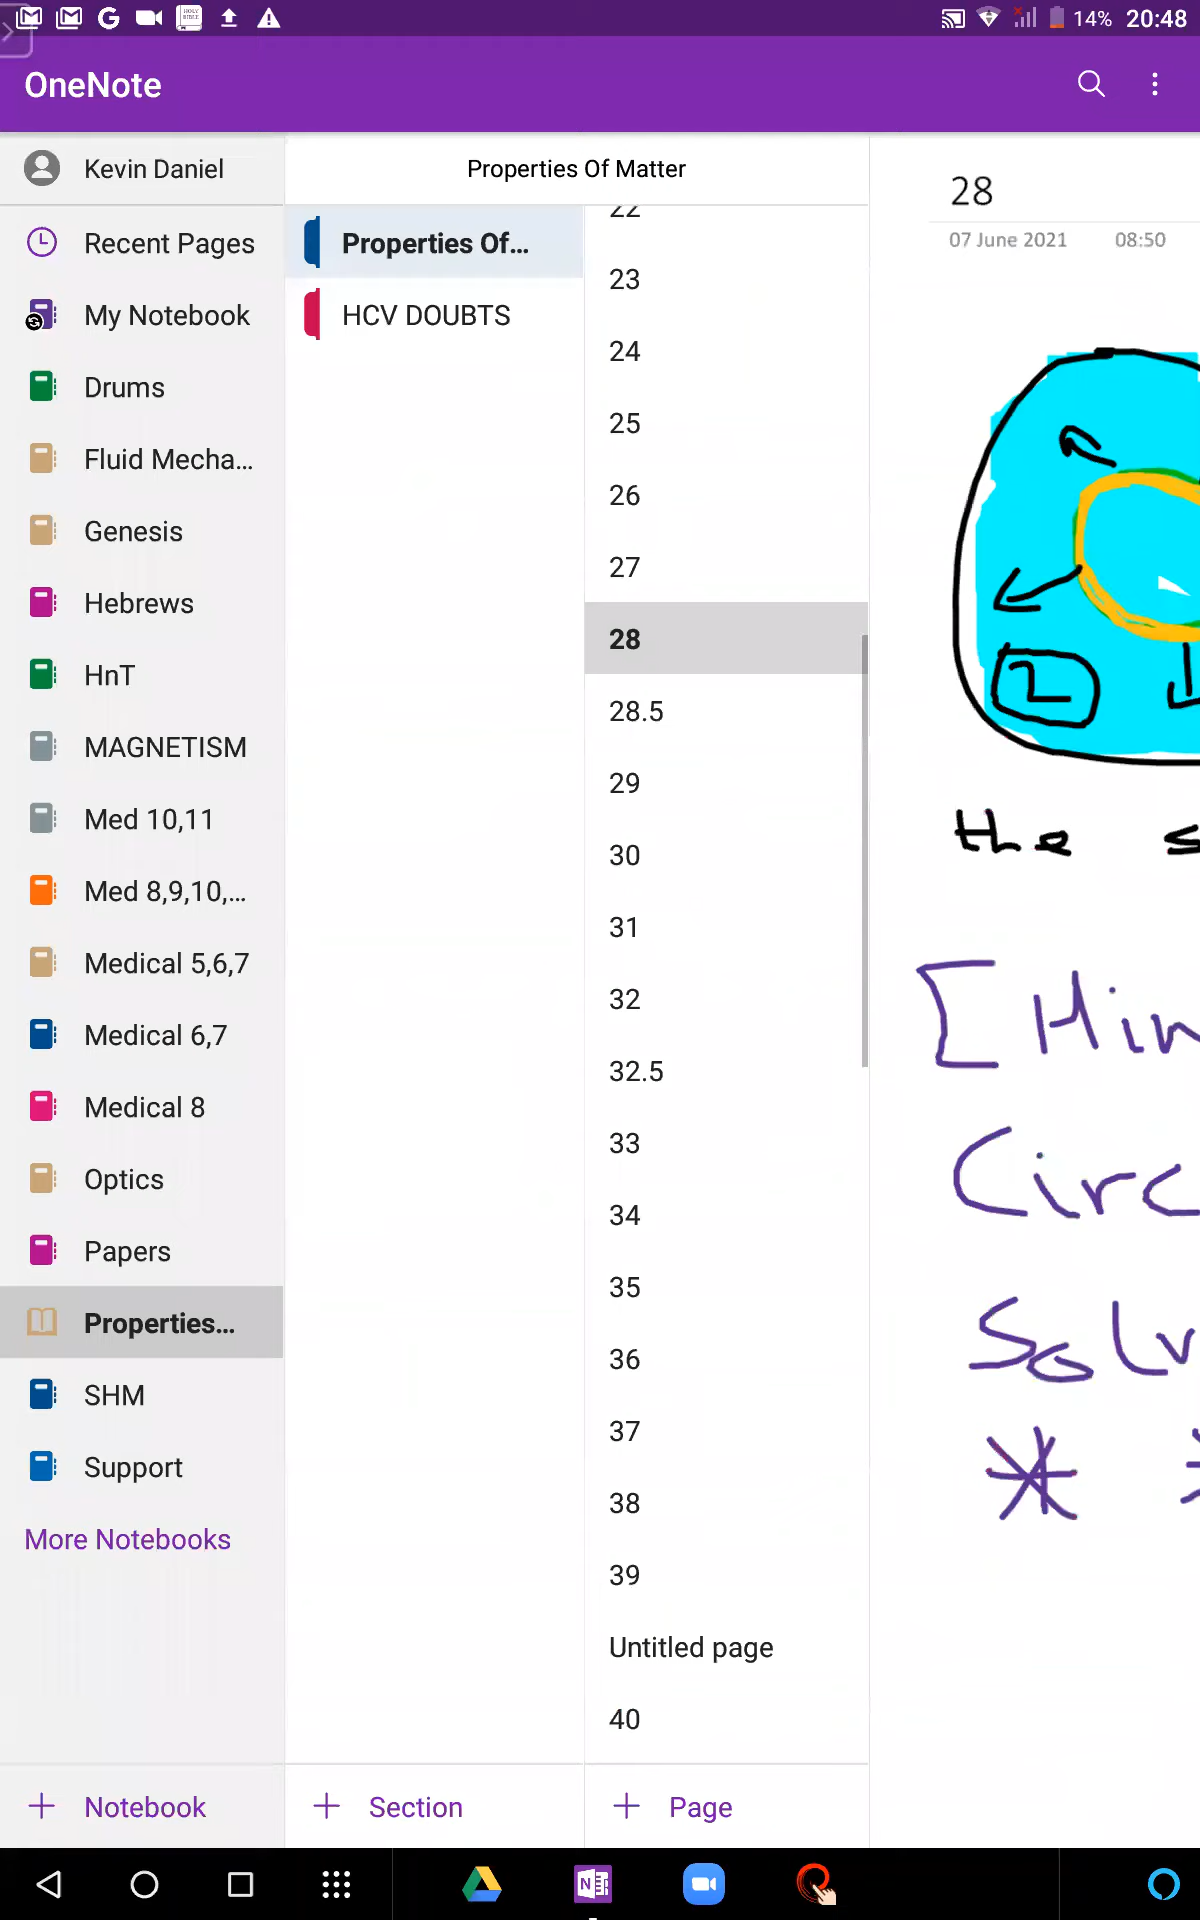 14% 20:48
OneNote
Kevin Daniel
Properties Of Matter
Recent Pages
My Notebook
Drums
Fluid Mecha...
Genesis
Hebrews
HnT
MAGNETISM
Med 10,11
Med 8,9,10,...
Medical 5,6,7
Medical 6,7
Medical 8
Optics
Papers
Properties...
SHM
Support
More Notebooks
+ Notebook
Properties Of...
HCV DOUBTS
+ Section
22
23
24
25
26
27
28
28.5
29
30
31
32
32.5
33
34
35
36
37
38
39
Untitled page
40
+ Page
28
07 June 2021 08:50
the
[Hin
Circ
Solv
*